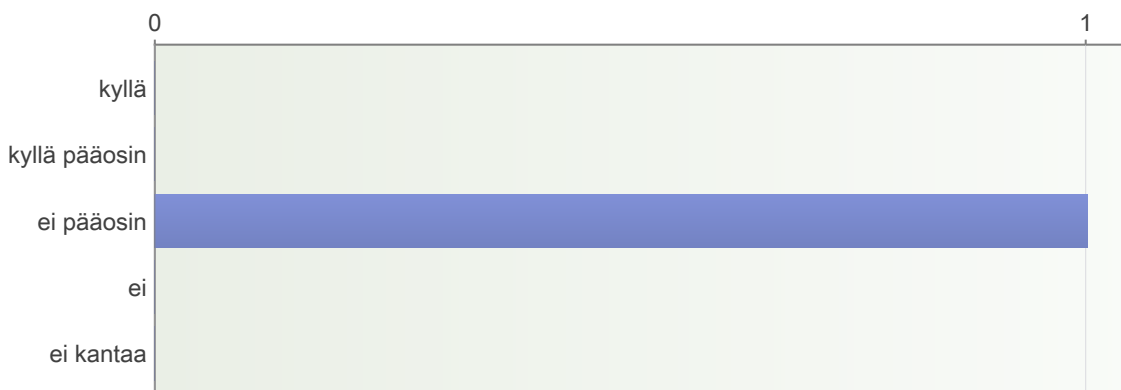 0 1
kyllä
kyllä pääosin
ei pääosin
ei
ei kantaa